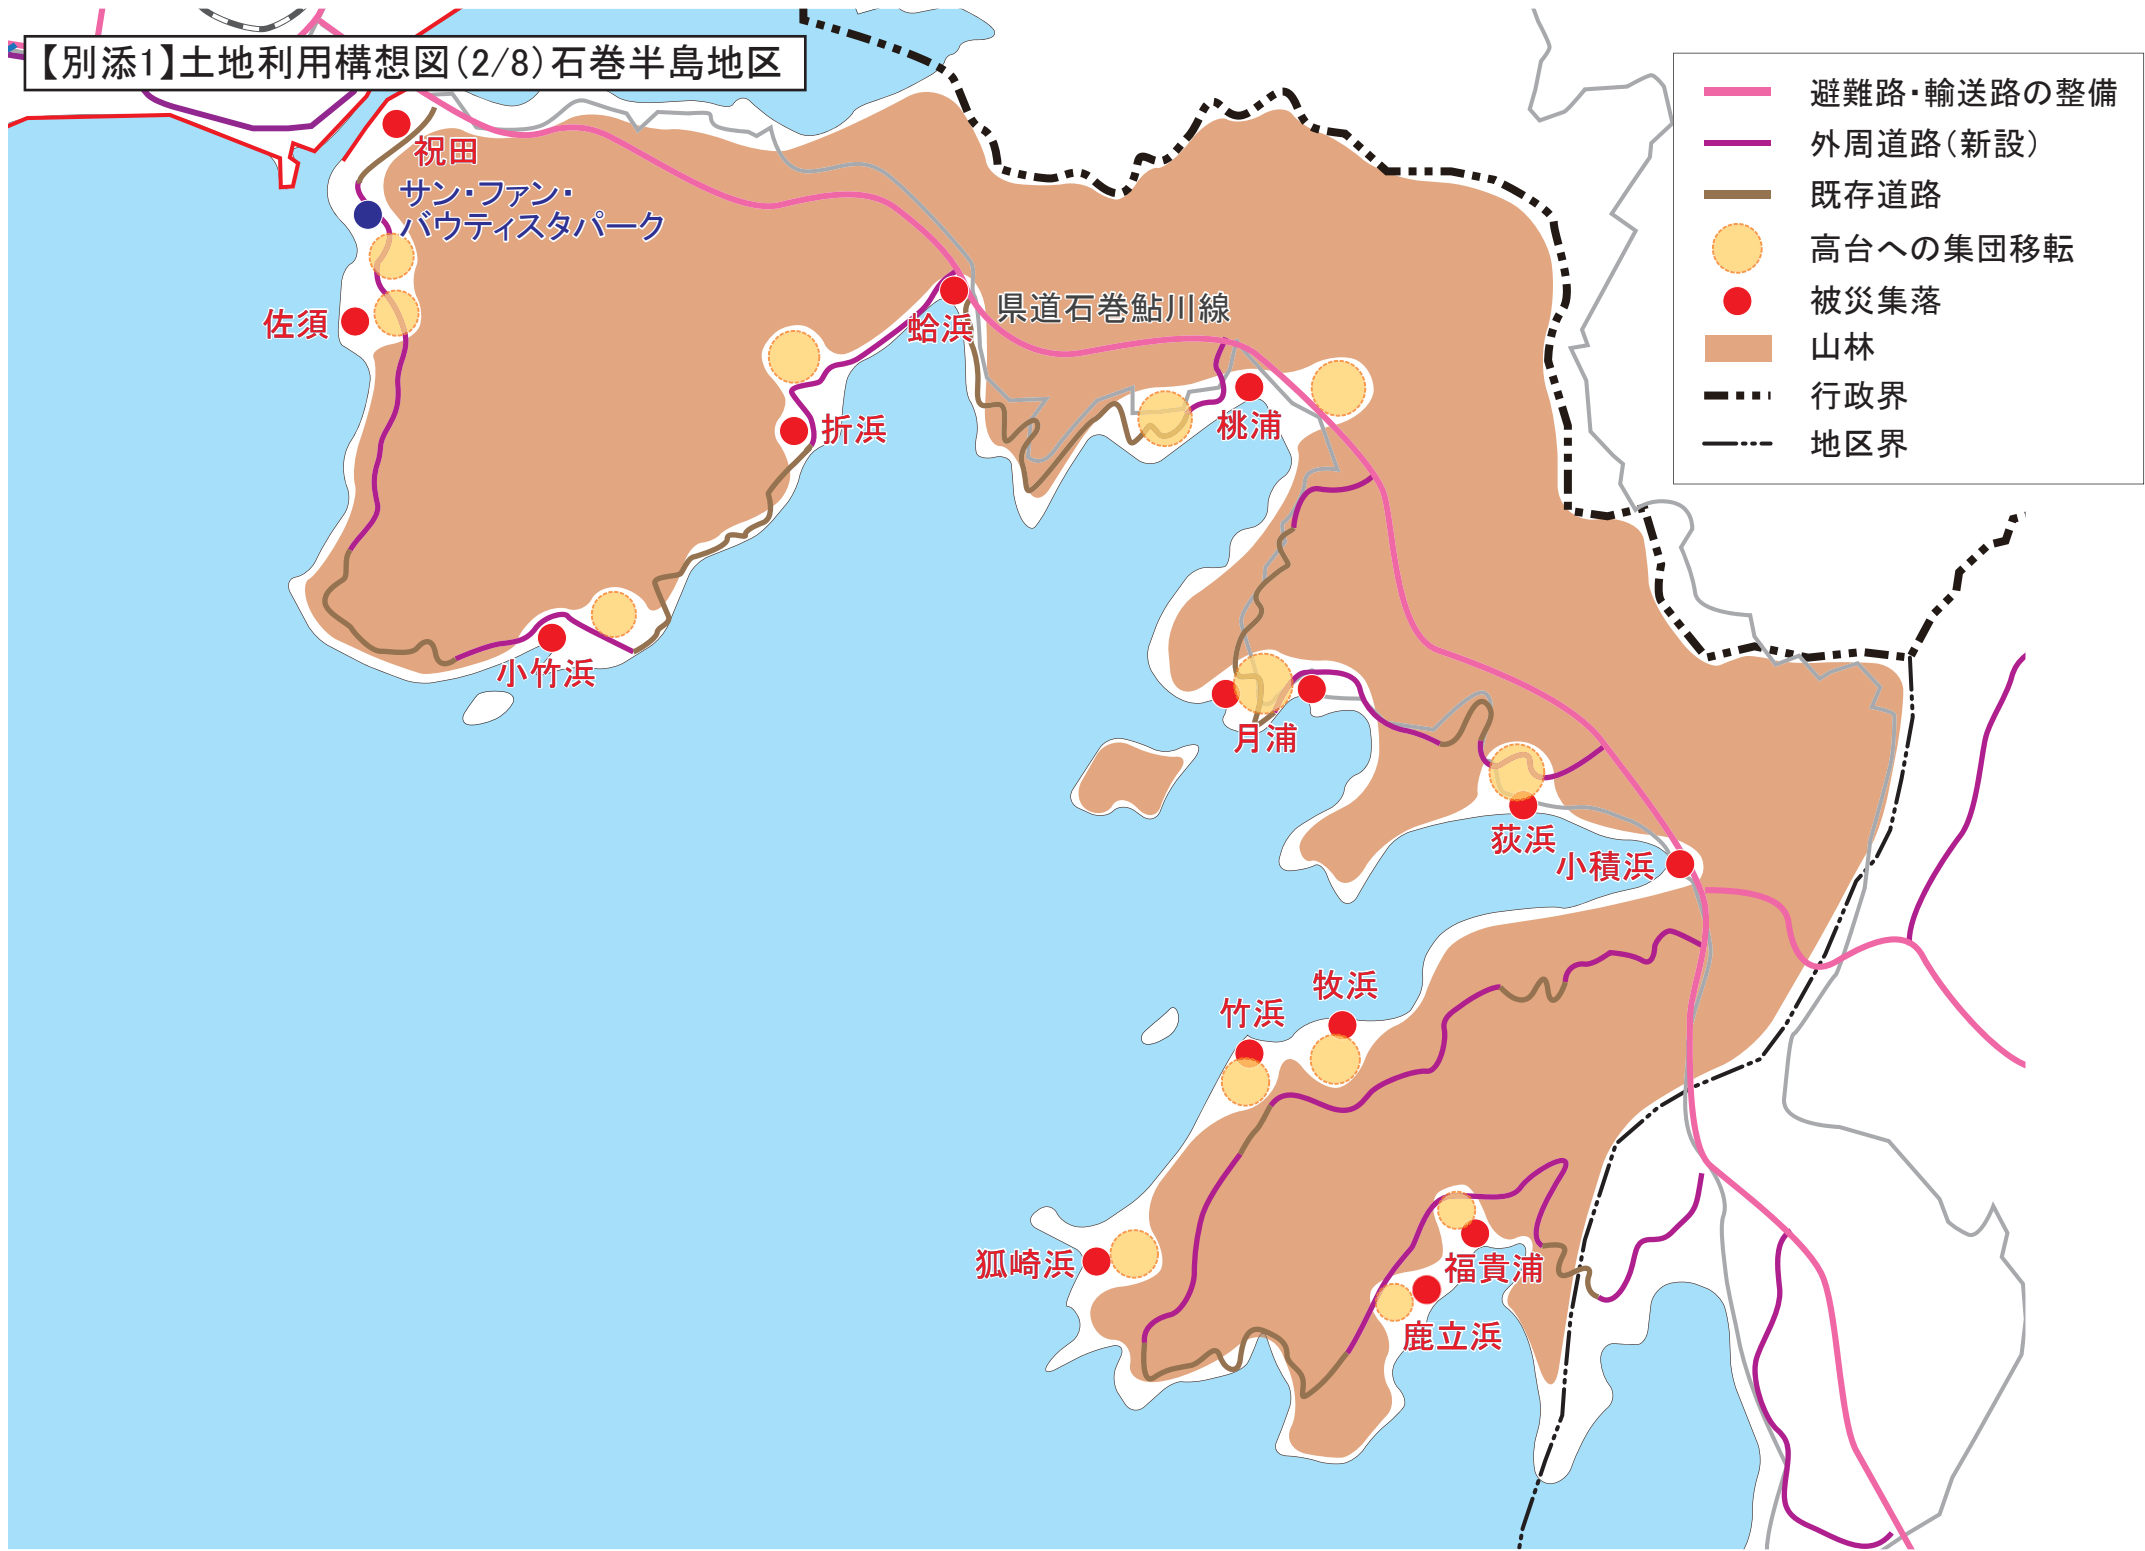 【別添1】土地利用構想図(2/8)石巻半島地区
避難路・輸送路の整備
外周道路(新設)
既存道路
高台への集団移転
被災集落
山林
行政界
地区界
祝田
サン・ファン・
バウティスタパーク
佐須
蛤浜
県道石巻鮎川線
折浜
桃浦
小竹浜
月浦
荻浜
小積浜
牧浜
竹浜
狐崎浜
福貴浦
鹿立浜